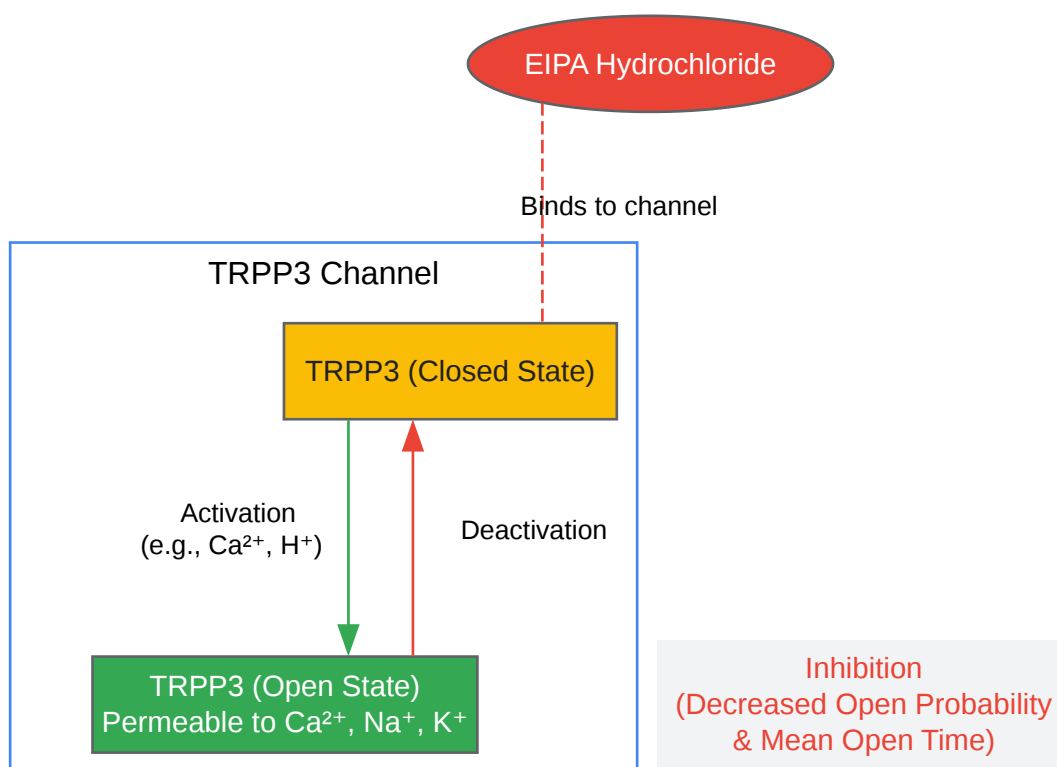 EIPA Hydrochloride
Binds to channel
TRPP3 Channel
TRPP3 (Closed State)
Activation
(e.g., Ca²⁺, H⁺)
Deactivation
TRPP3 (Open State)
Permeable to Ca²⁺, Na⁺, K⁺
Inhibition
(Decreased Open Probability
& Mean Open Time)